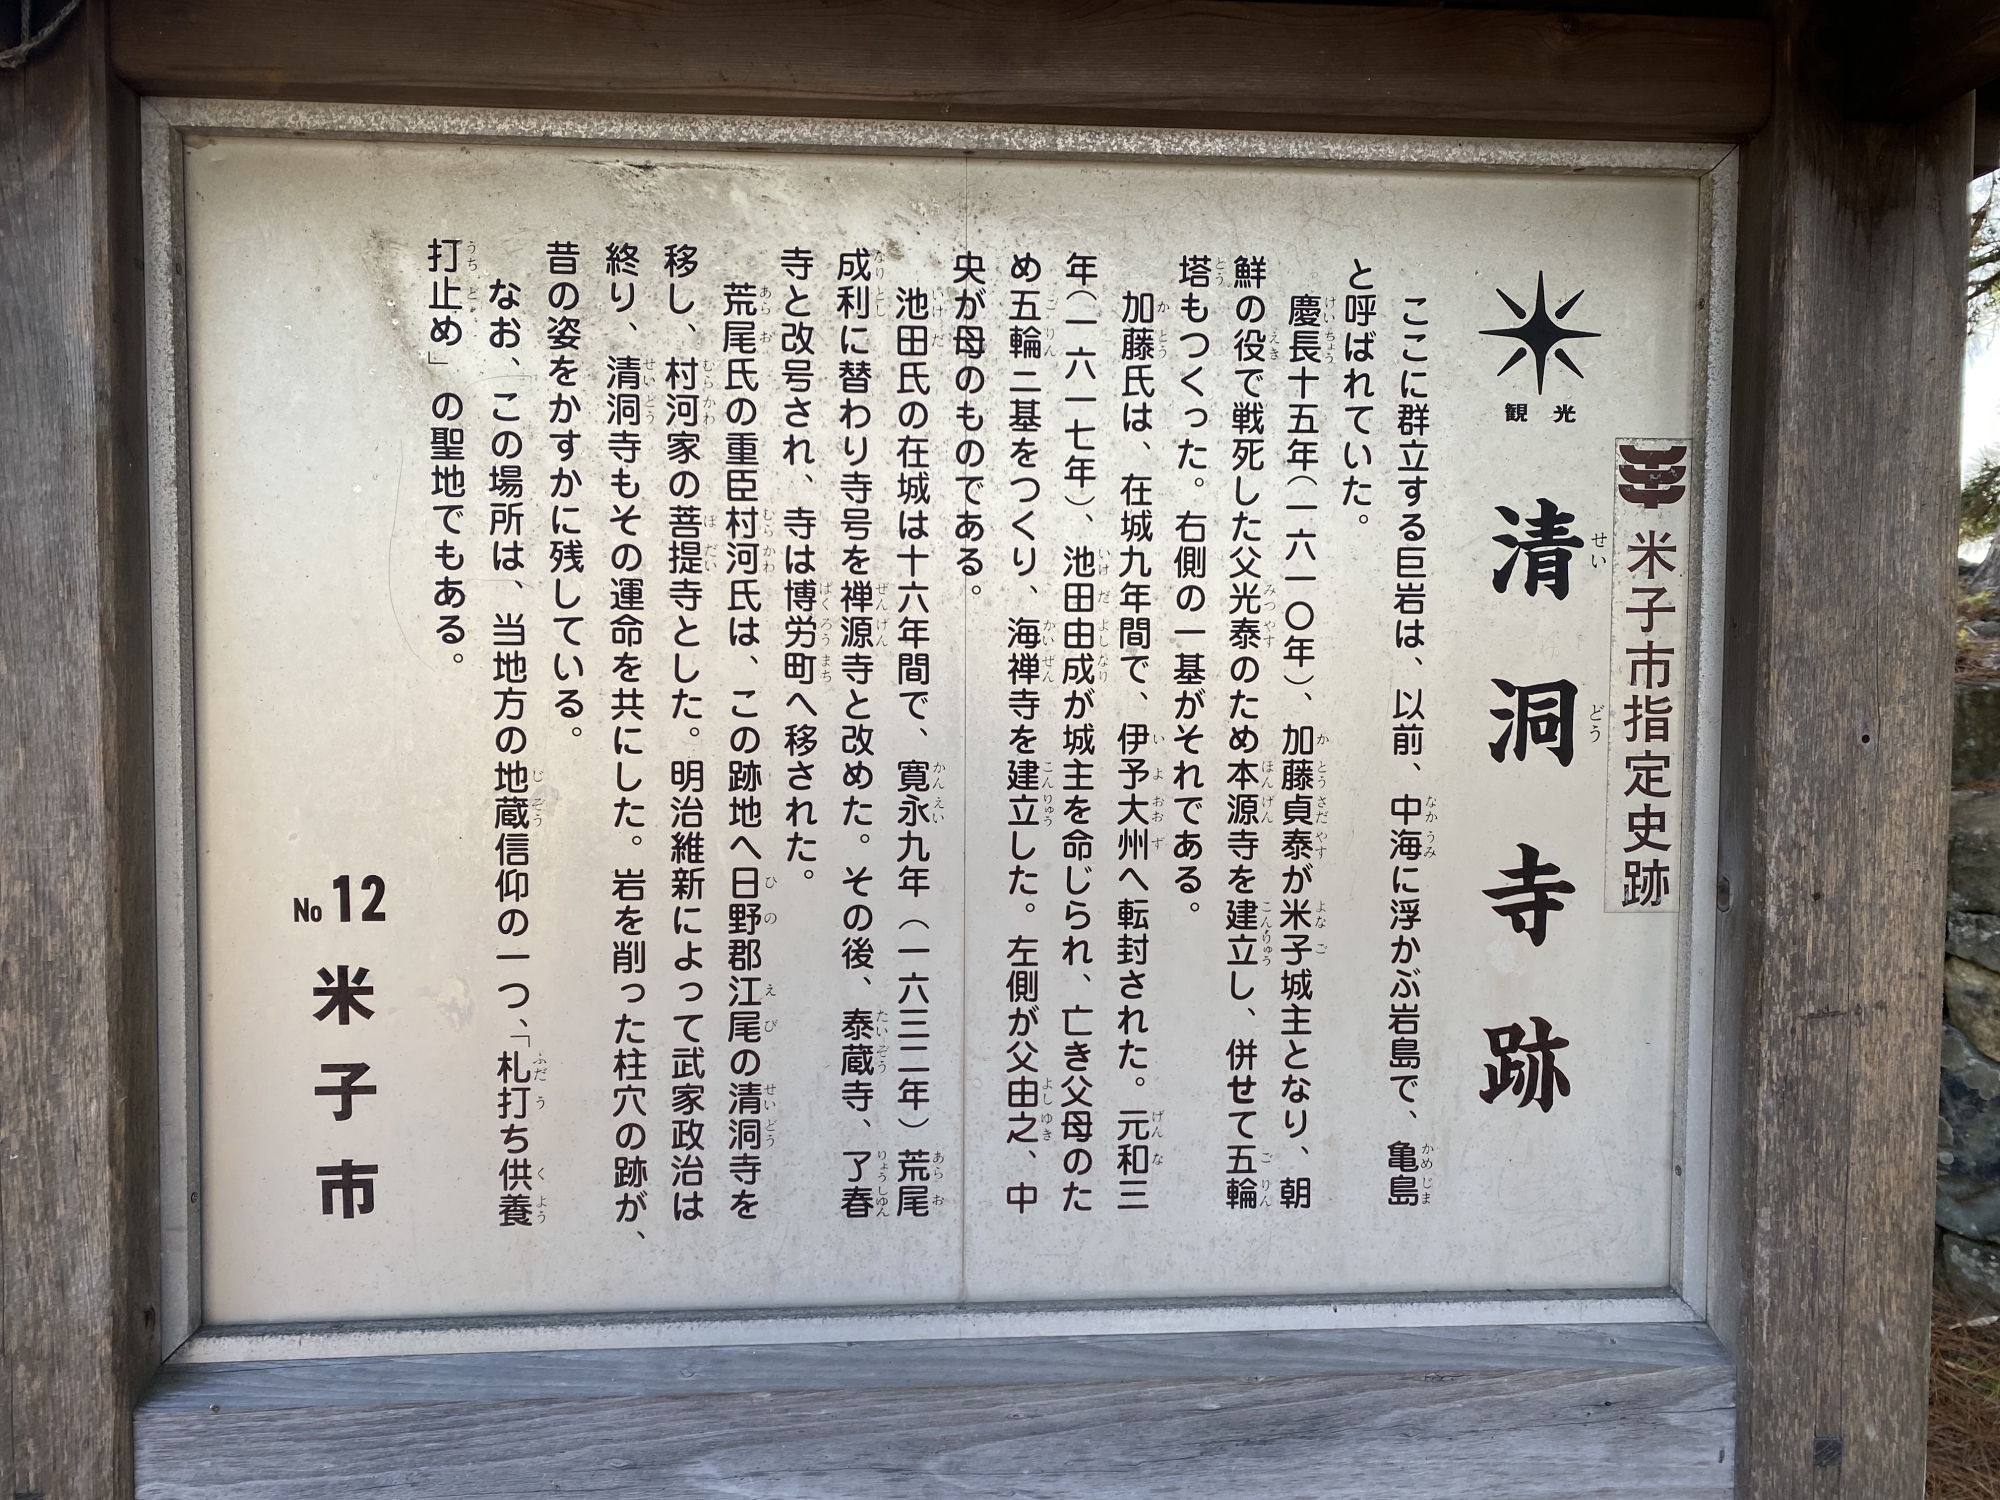 米子市指定史跡
観光
清洞寺跡
せい
どう
ここに群立する巨岩は、以前、中海に浮かぶ岩島で、亀島
と呼ばれていた。
慶長十五年(一六一〇年)、加藤貞泰が米子城主となり、朝
鮮の役で戦死した父光泰のため本源寺を建立し、併せて五輪
塔もつくった。右側の一基がそれである。
加藤氏は、在城九年間で、伊予大州へ転封された。元和三
年(一六一七年)、池田由成が城主を命じられ、亡き父母のた
め五輪二基をつくり、海禅寺を建立した。左側が父由之、中
央が母のものである。
池田氏の在城は十六年間で、寛永九年(一六三二年)荒尾
成利に替わり寺号を禅源寺と改めた。その後、泰蔵寺、了春
寺と改号され、寺は博労町へ移された。
荒尾氏の重臣村河氏は、この跡地へ日野郡江尾の清洞寺を
移し、村河家の菩提寺とした。明治維新によって武家政治は
終り、清洞寺もその運命を共にした。岩を削った柱穴の跡が、
昔の姿をかすかに残している。
なお、この場所は、当地方の地蔵信仰の一つ、「札打ち供養
打止め」の聖地でもある。
No 12 米子市